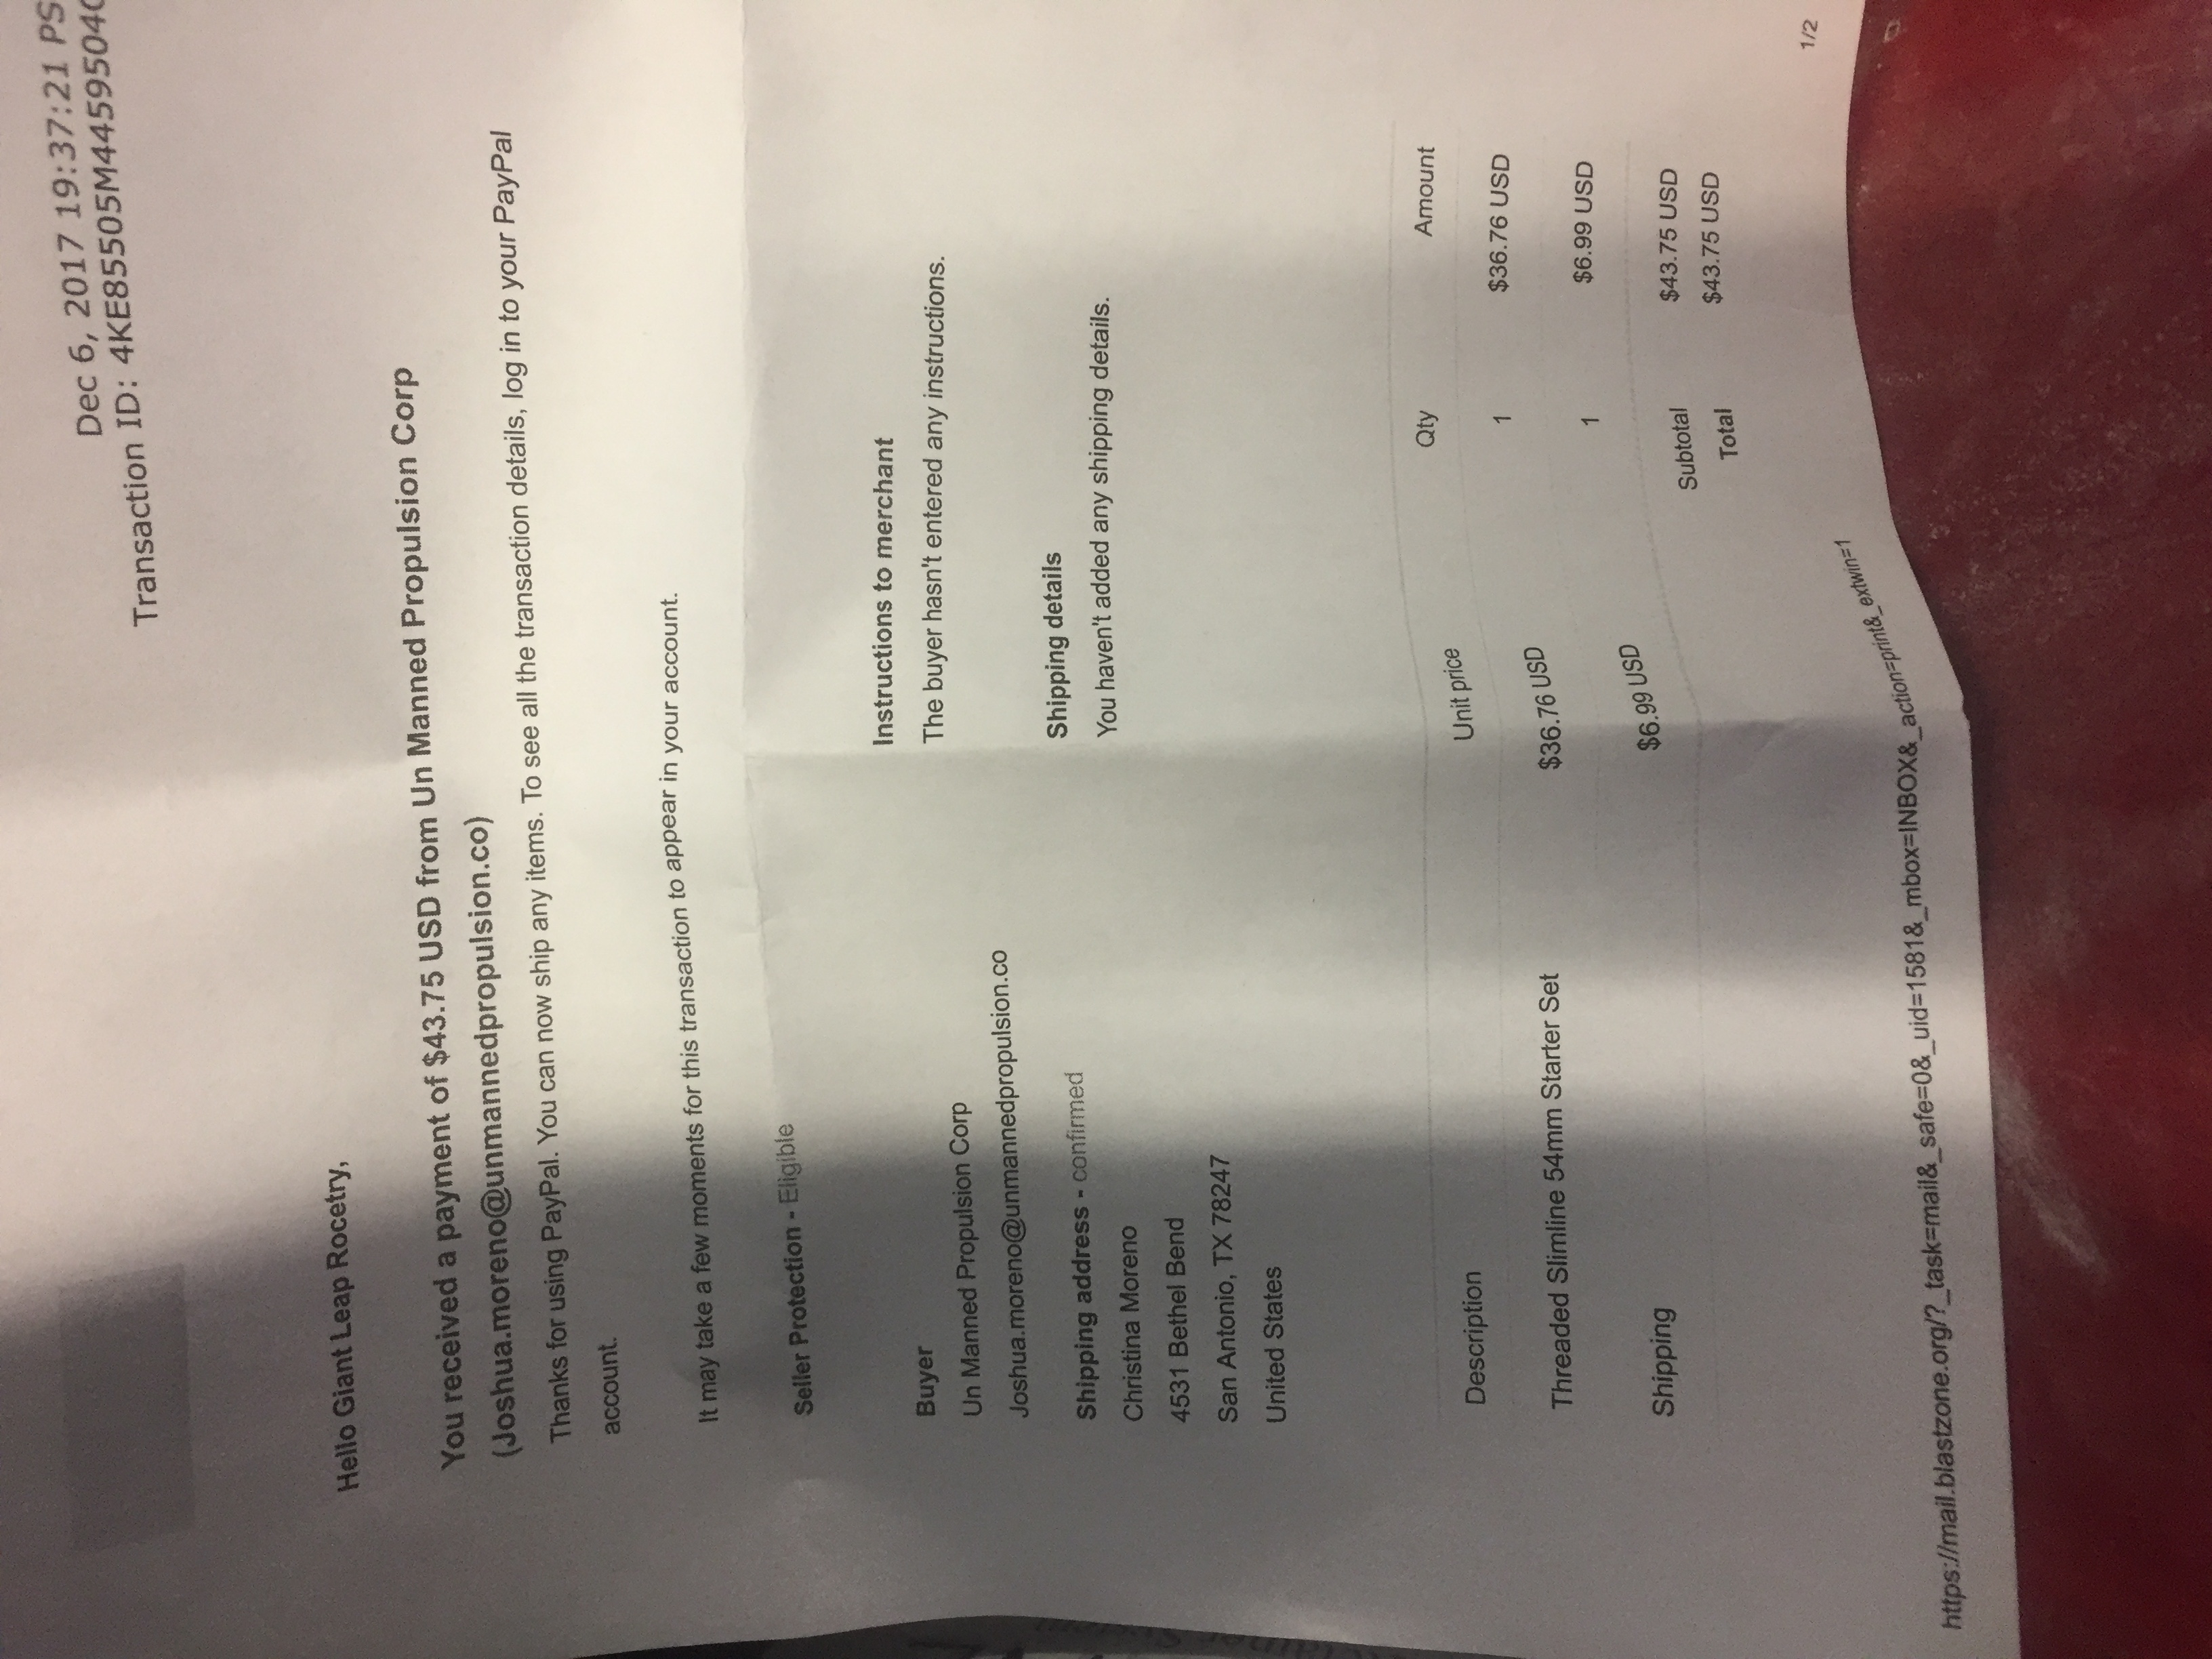 Dec 6, 2017 19:37:21 PS
Transaction ID: 4KE85505M4459504
Hello Giant Leap Rocetry,
You received a payment of $43.75 USD from Un Manned Propulsion Corp
(Joshua.moreno@unmannedpropulsion.co)
Thanks for using PayPal. You can now ship any items. To see all the transaction details, log in to your PayPal
account.
It may take a few moments for this transaction to appear in your account.
Seller Protection - Eligible
Buyer
Un Manned Propulsion Corp
Joshua.moreno@unmannedpropulsion.co
Shipping address - confirmed
Christina Moreno
4531 Bethel Bend
San Antonio, TX 78247
United States
Instructions to merchant
The buyer hasn't entered any instructions.
Shipping details
You haven't added any shipping details.
Description Unit price Qty Amount
Threaded Slimline 54mm Starter Set $36.76 USD 1 $36.76 USD
Shipping $6.99 USD 1 $6.99 USD
Subtotal $43.75 USD
Total $43.75 USD
1/2
https://mail.blastzone.org/?_task=mail&_safe=0&_uid=1581&_mbox=INBOX&_action=print&_extwin=1